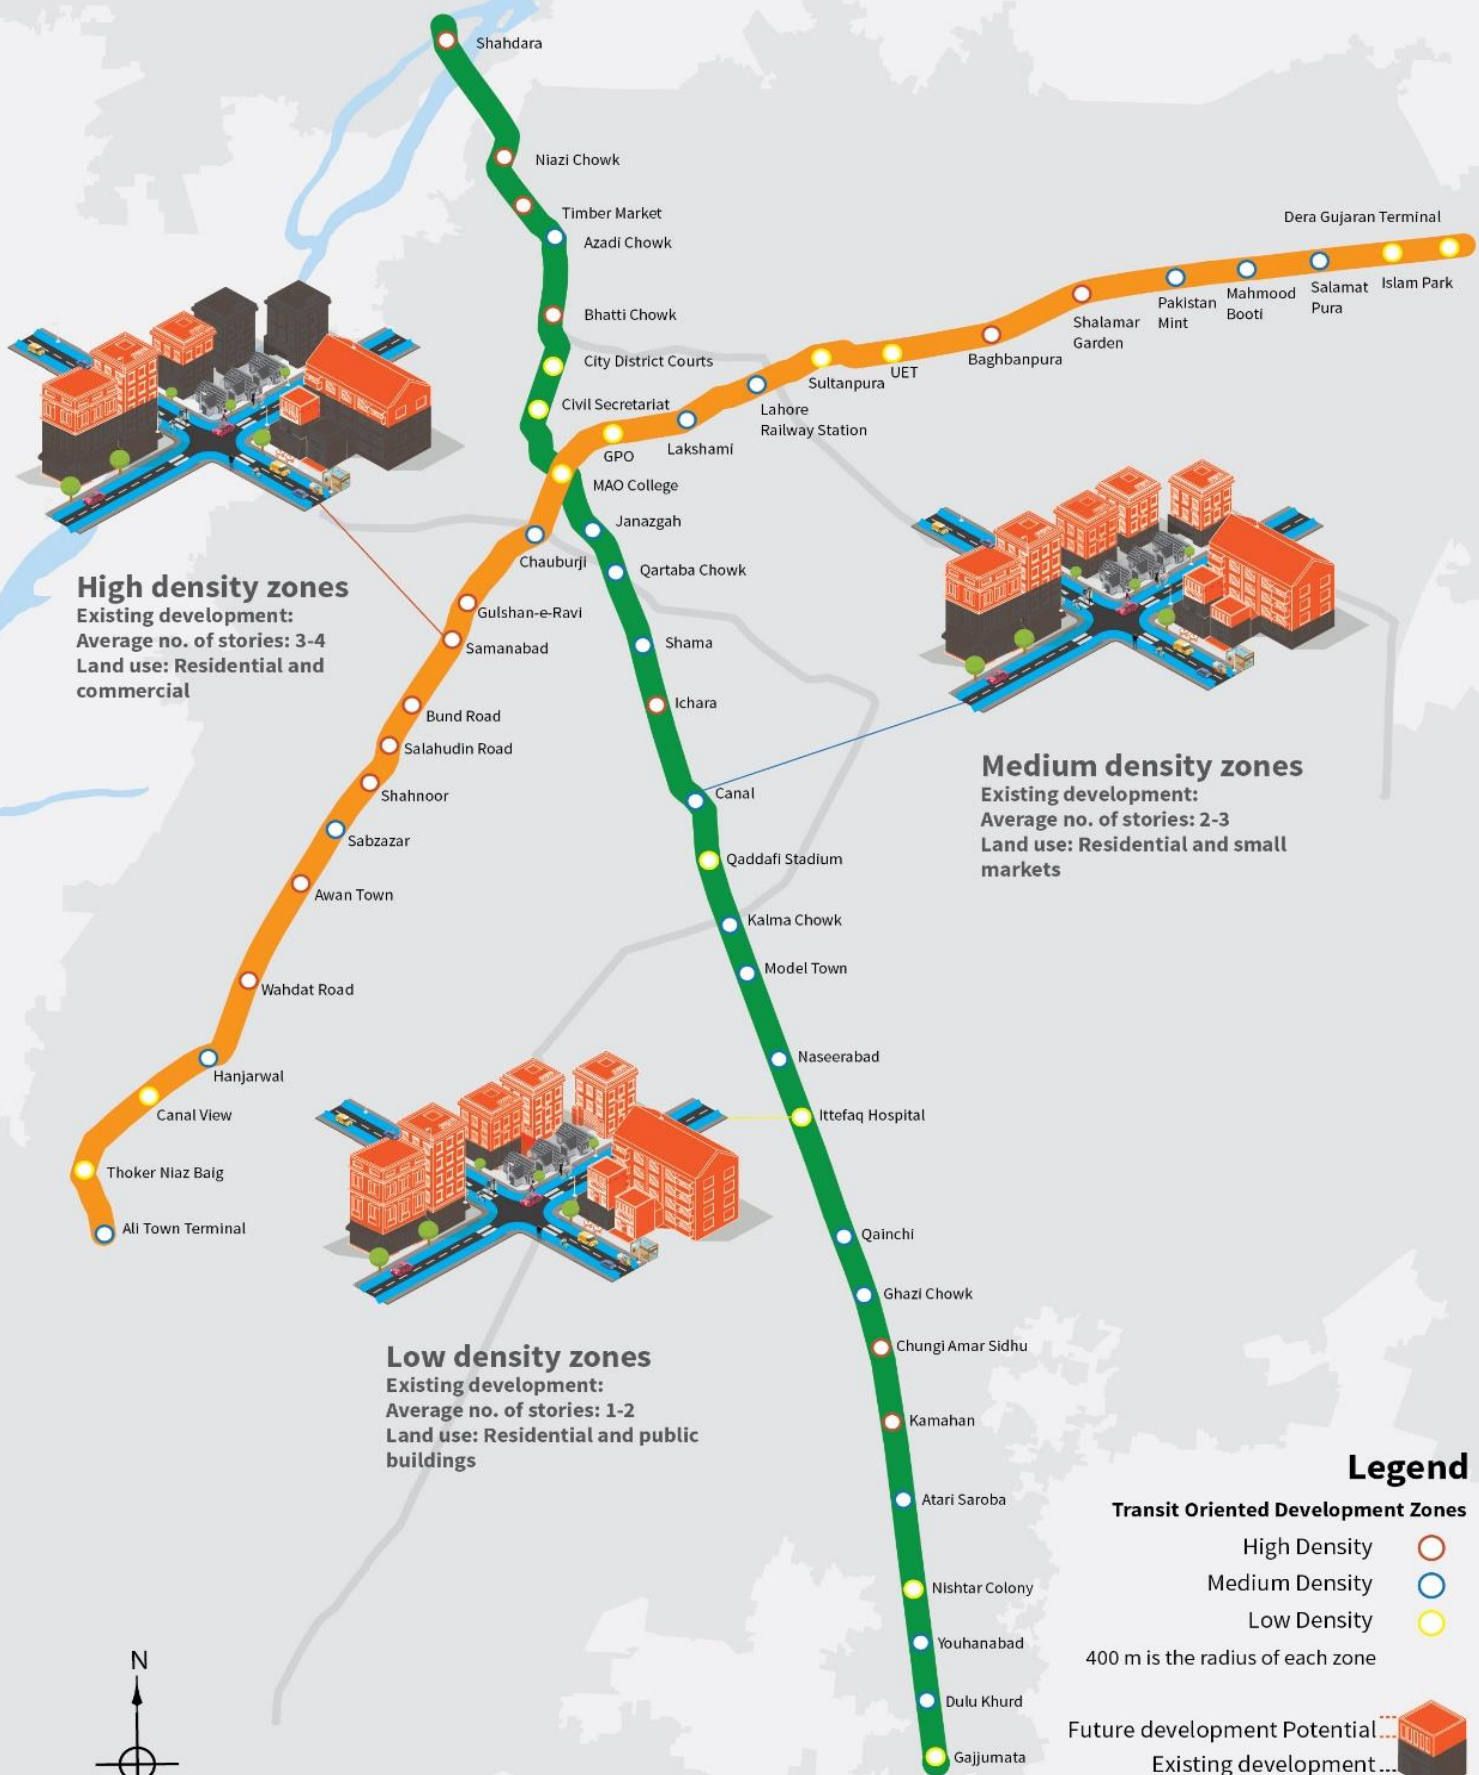 Shahdara
Niazi Chowk
Timber Market
Azadi Chowk
Bhatti Chowk
City District Courts
Civil Secretariat
Dera Gujaran Terminal
Islam Park
Salamat
Pura
Mahmood
Booti
Pakistan
Mint
Shalamar
Garden
Baghbanpura
UET
Sultanpura
Lahore
Railway Station
Lakshami
GPO
MAO College
Janazgah
Chauburji
Qartaba Chowk
Gulshan-e-Ravi
Samanabad
Shama
Ichara
Bund Road
Salahudin Road
Shahnoor
Sabzazar
Awan Town
Wahdat Road
Hanjarwal
Canal View
Thoker Niaz Baig
Ali Town Terminal
High density zones
Existing development:
Average no. of stories: 3-4
Land use: Residential and
commercial
Medium density zones
Existing development:
Average no. of stories: 2-3
Land use: Residential and small
markets
Canal
Qaddafi Stadium
Kalma Chowk
Model Town
Naseerabad
Ittefaq Hospital
Qainchi
Ghazi Chowk
Chungi Amar Sidhu
Kamahan
Atari Saroba
Nishtar Colony
Youhanabad
Dulu Khurd
Gajjumata
Low density zones
Existing development:
Average no. of stories: 1-2
Land use: Residential and public
buildings
N
Legend
Transit Oriented Development Zones
High Density
Medium Density
Low Density
400 m is the radius of each zone
Future development Potential
Existing development...